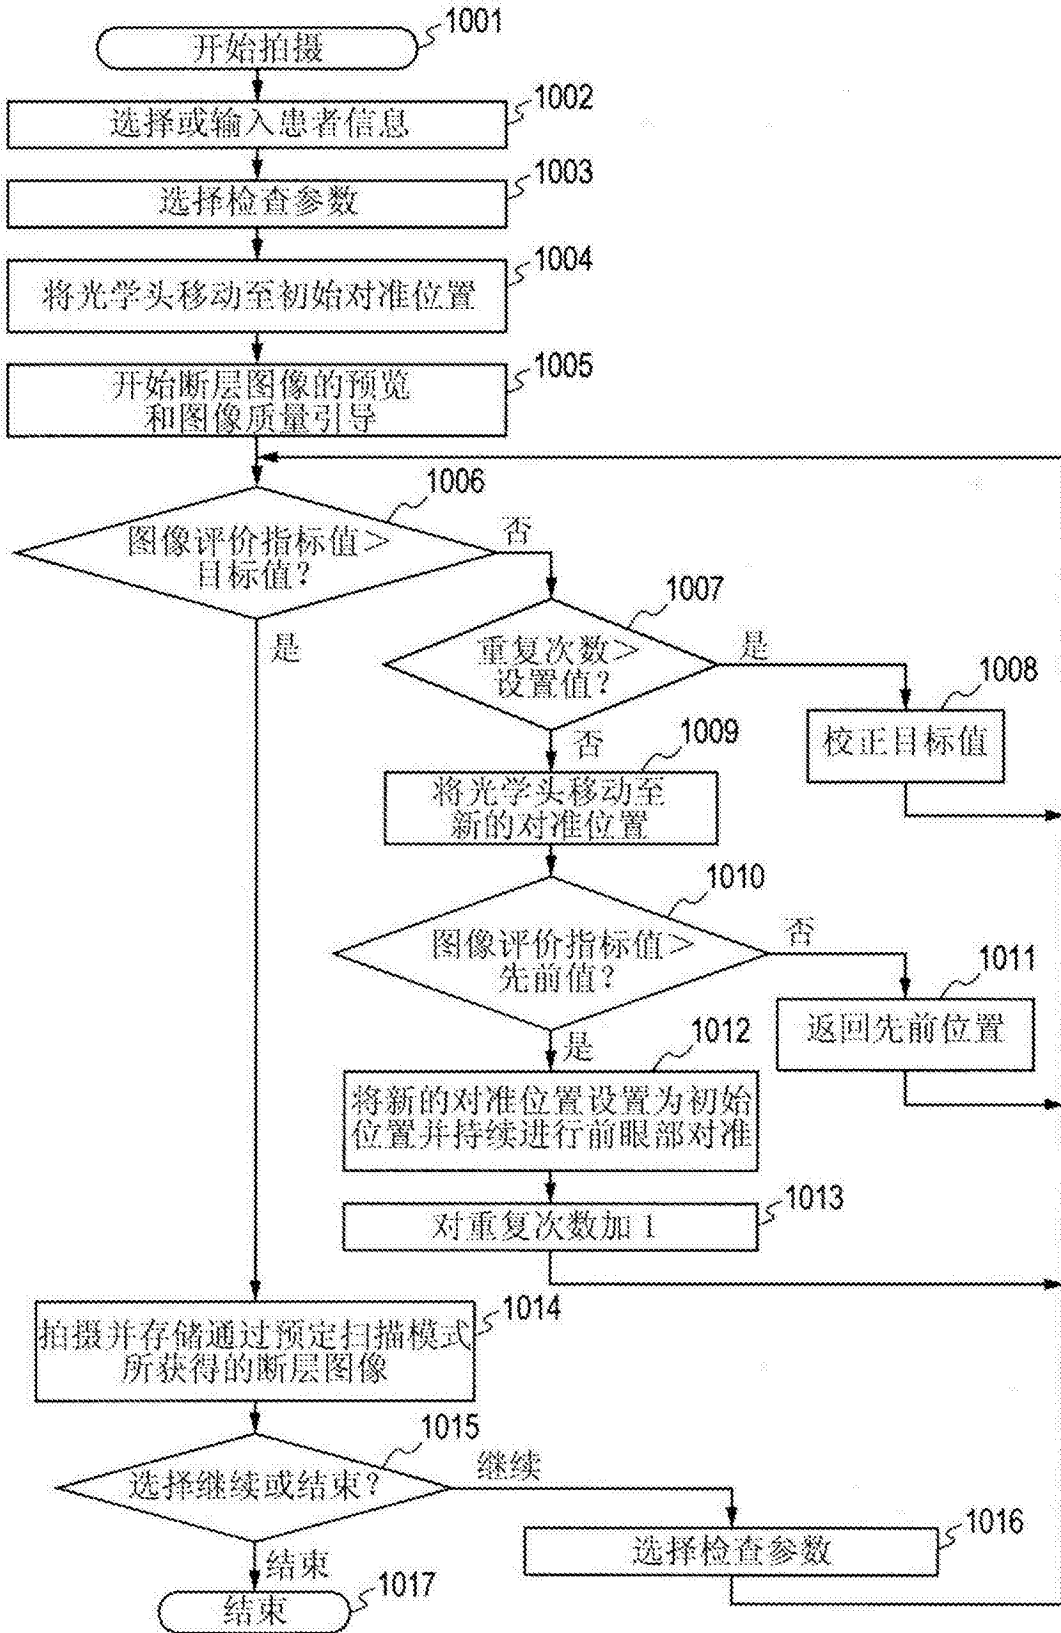 开始拍摄
1001
选择或输入患者信息
1002
选择检查参数
1003
将光学头移动至初始对准位置
1004
开始断层图像的预览
和图像质量引导
1005
图像评价指标值>
目标值?
1006
否
是
重复次数>
设置值?
1007
是
否
校正目标值
1008
将光学头移动至
新的对准位置
1009
图像评价指标值>
先前值?
1010
否
是
返回先前位置
1011
将新的对准位置设置为初始
位置并持续进行前眼部对准
1012
对重复次数加 1
1013
拍摄并存储通过预定扫描模式
所获得的断层图像
1014
选择继续或结束?
1015
继续
结束
选择检查参数
1016
结束
1017